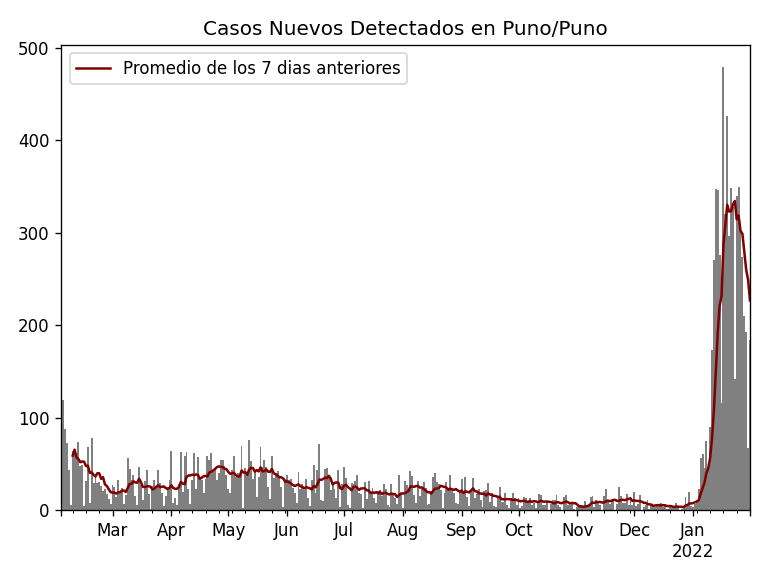 Casos Nuevos Detectados en Puno/Puno
Promedio de los 7 dias anteriores
500
400
300
200
100
0
Mar Apr May Jun Jul Aug Sep Oct Nov Dec Jan
2022